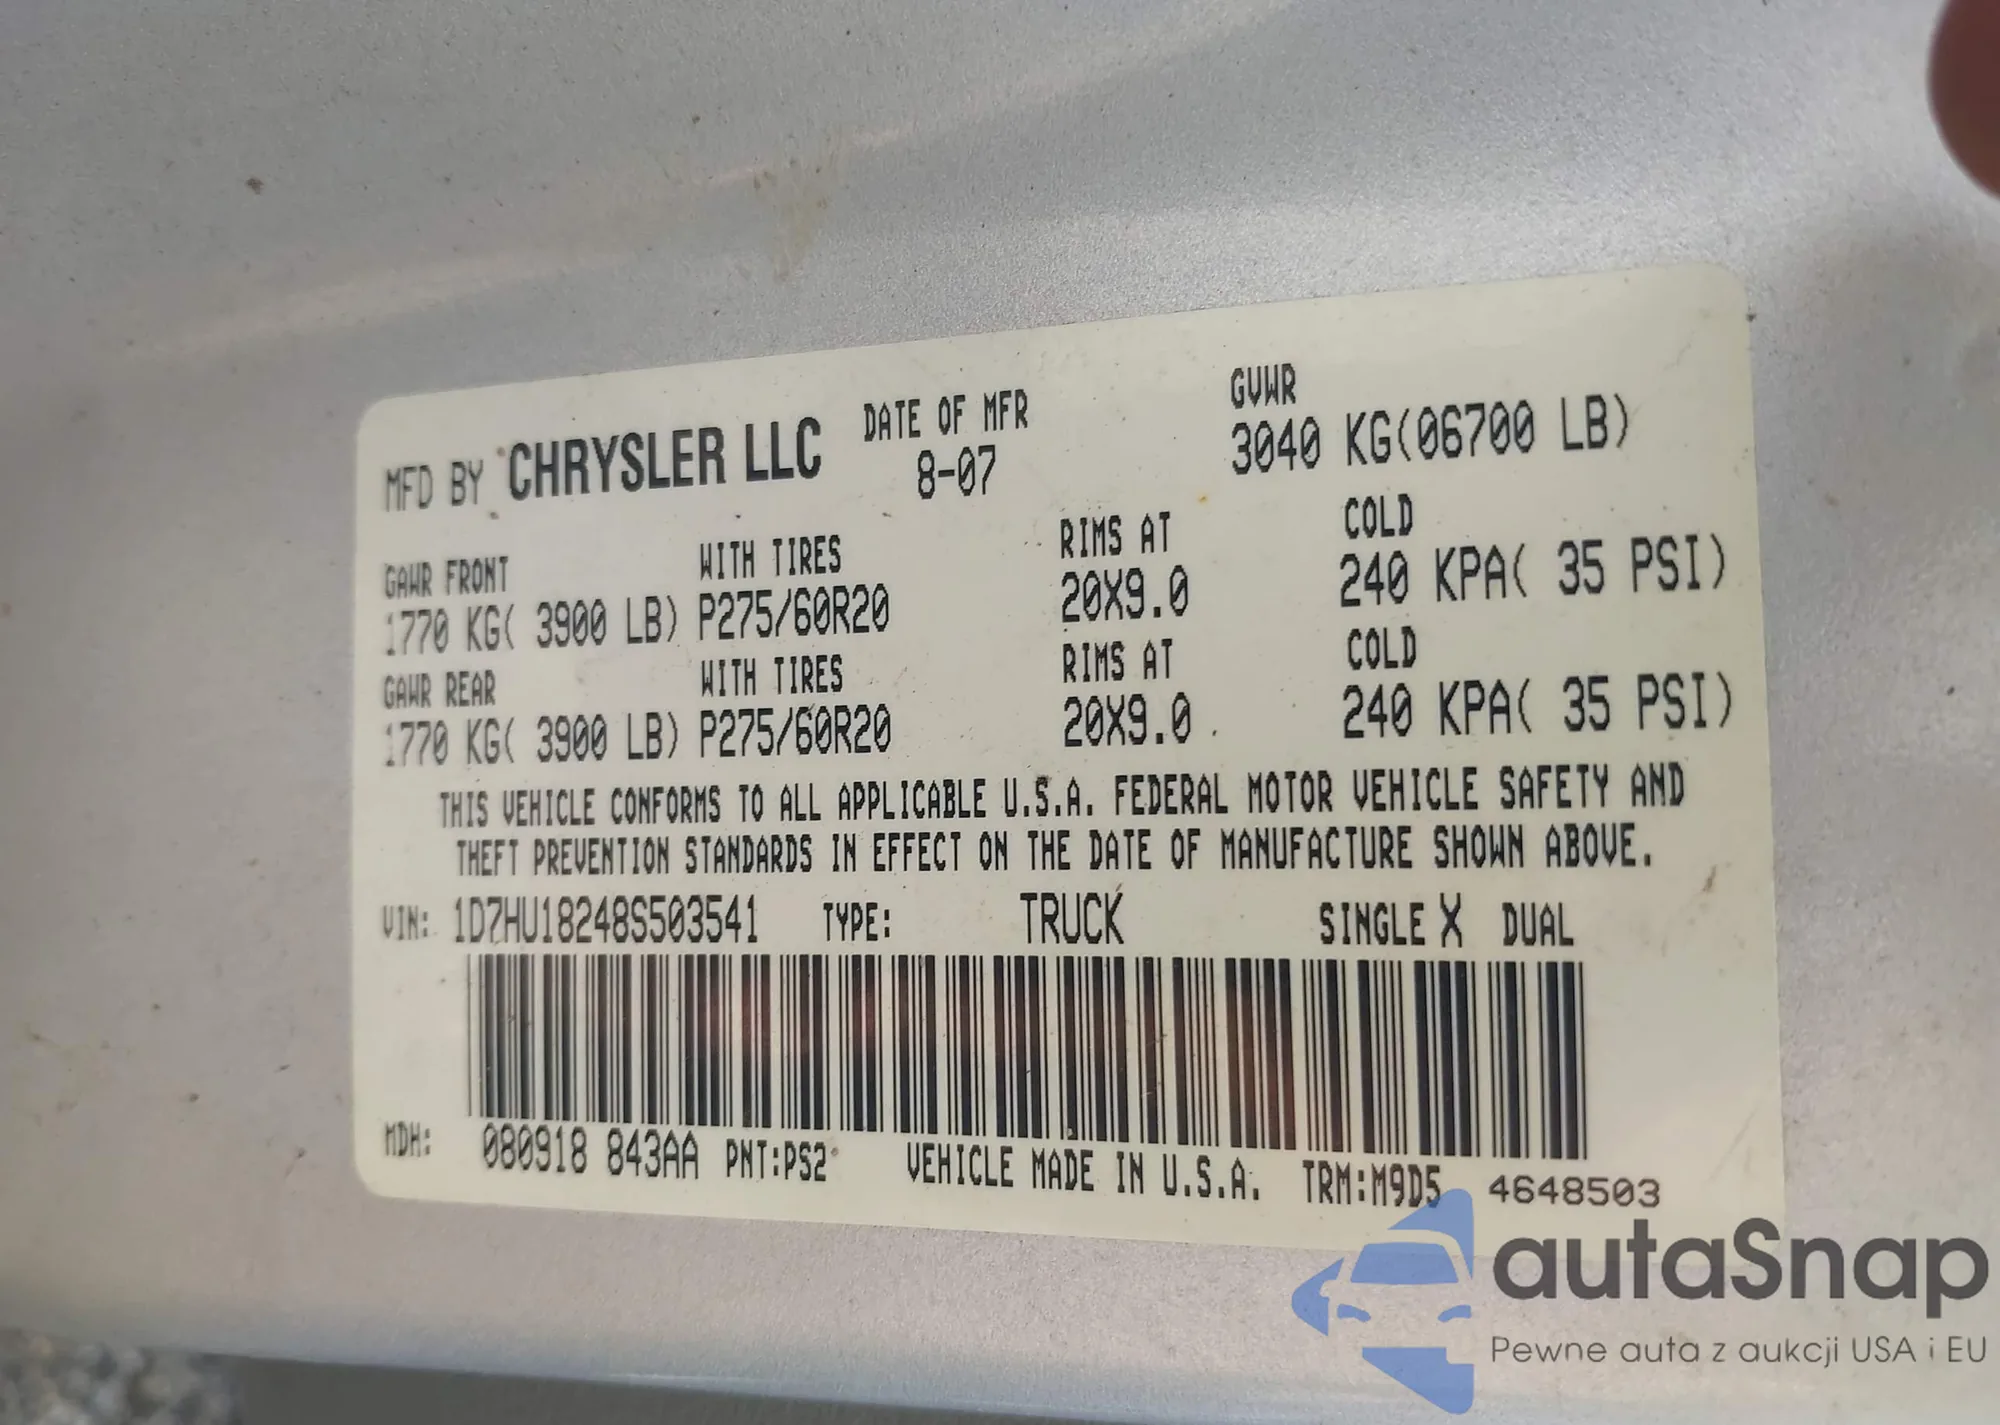 MFD BY CHRYSLER LLC DATE OF MFR 8-07 GVWR 3040 KG(06700 LB)
GAWR FRONT WITH TIRES RIMS AT COLD
1770 KG( 3900 LB) P275/60R20 20X9.0 240 KPA( 35 PSI)
GAWR REAR WITH TIRES RIMS AT COLD
1770 KG( 3900 LB) P275/60R20 20X9.0 240 KPA( 35 PSI)
THIS VEHICLE CONFORMS TO ALL APPLICABLE U.S.A. FEDERAL MOTOR VEHICLE SAFETY AND
THEFT PREVENTION STANDARDS IN EFFECT ON THE DATE OF MANUFACTURE SHOWN ABOVE.
VIN: 1D7HU18248S503541 TYPE: TRUCK SINGLE X DUAL
MDH: 080918 843AA PNT:PS2 VEHICLE MADE IN U.S.A. TRM:M9D5 4648503
autaSnap
Pewne auta z aukcji USA i EU